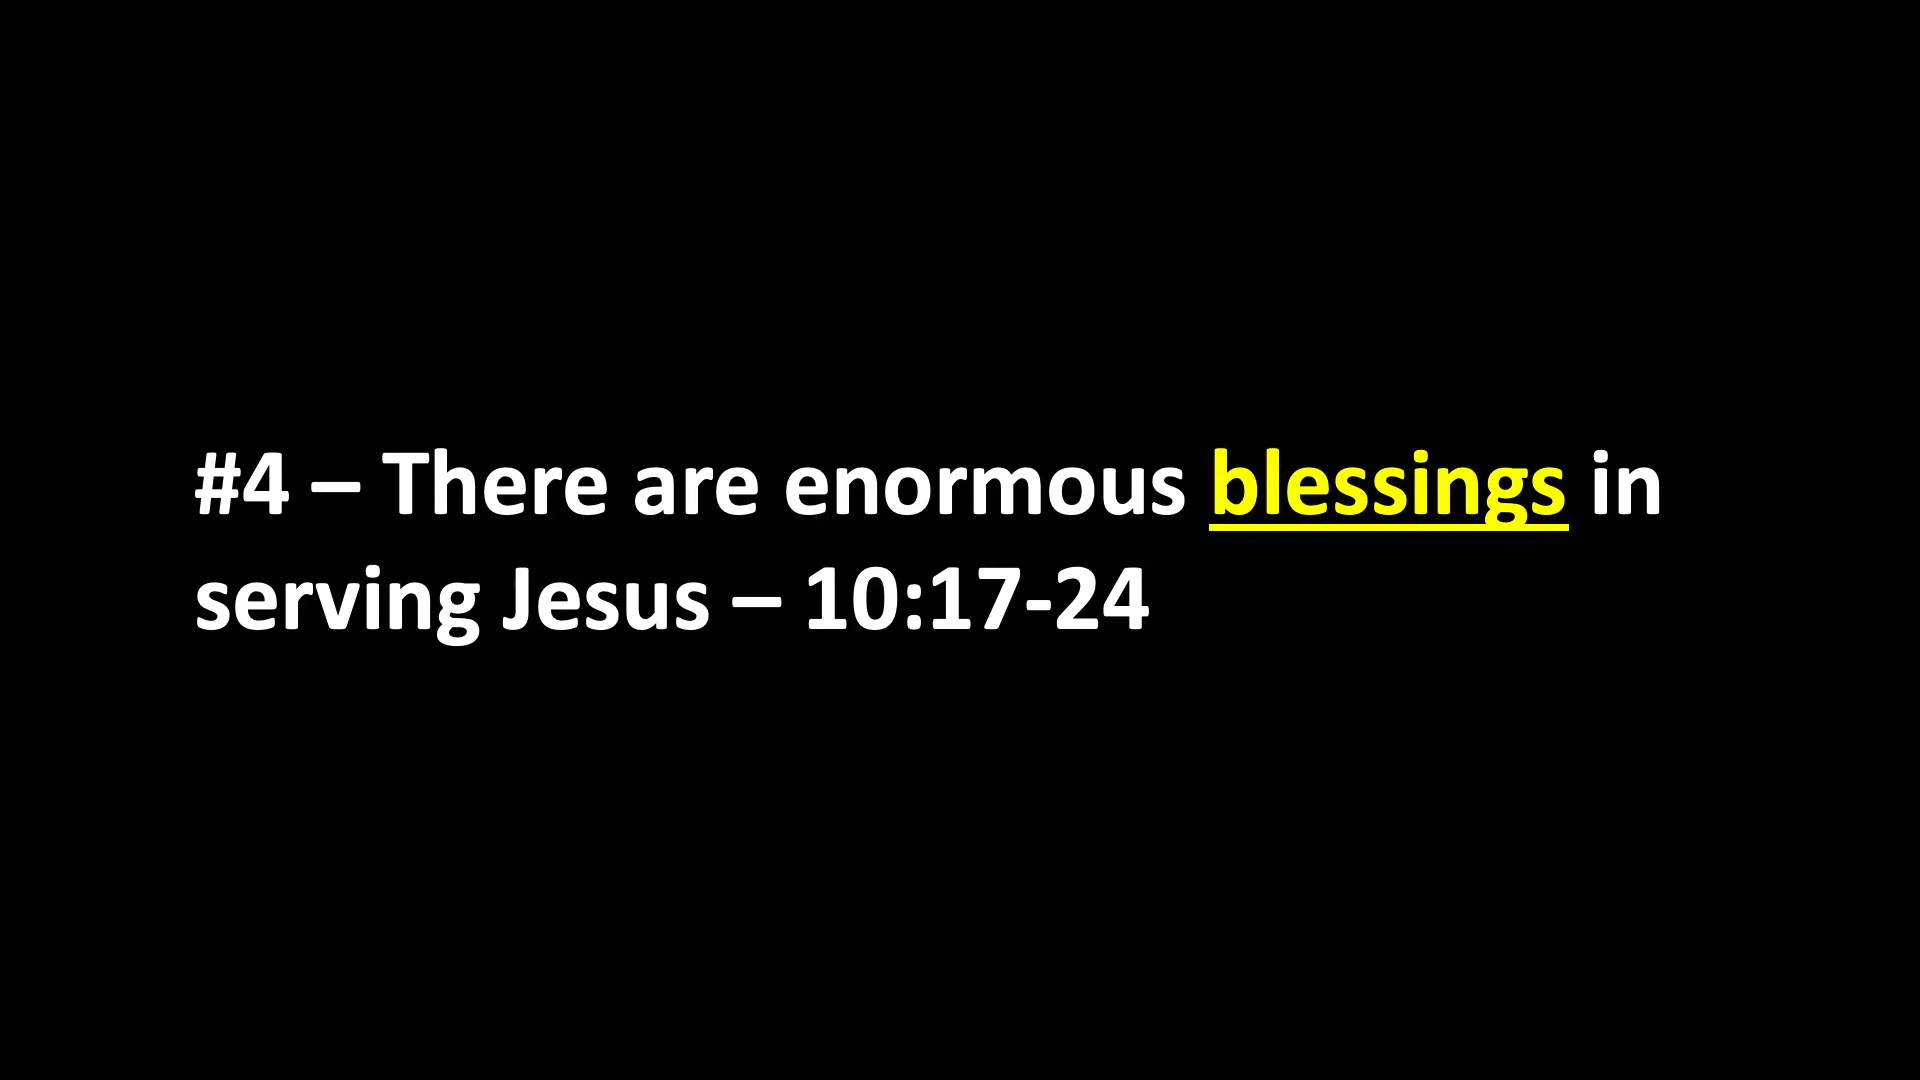 #4 – There are enormous blessings in
serving Jesus – 10:17-24